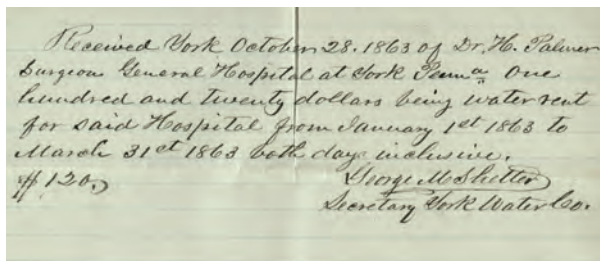 Received York October 28. 1863 of Dr. H. Palmer
Surgeon General Hospital at York Penna One
hundred and twenty dollars being water rent
for said Hospital from January 1st 1863 to
March 31st 1863 both days inclusive.
$120,
George M Shetter
Secretary York Water Co.